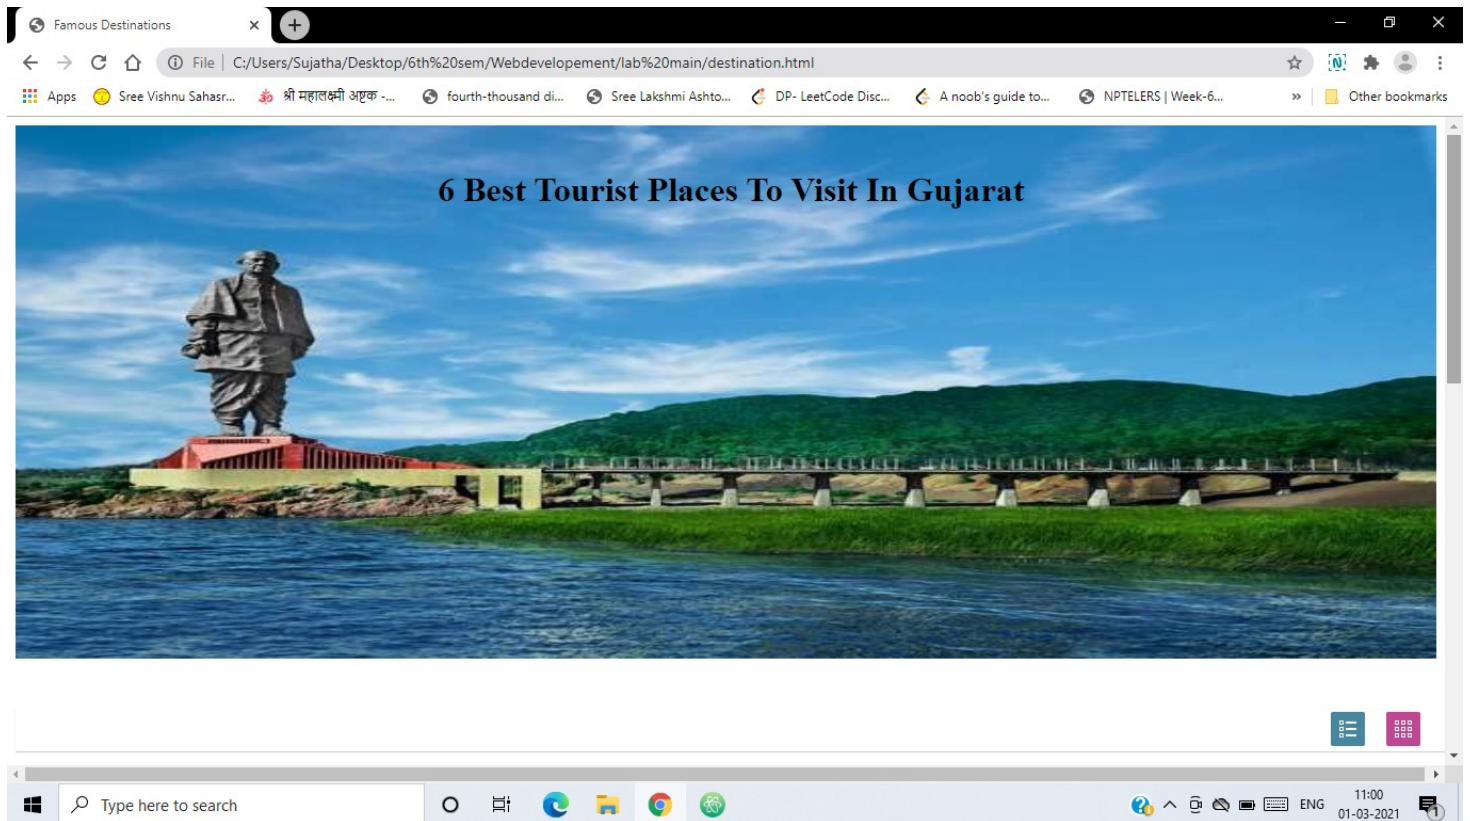 Famous Destinations
File | C:/Users/Sujatha/Desktop/6th%20sem/Webdevelopement/lab%20main/destination.html
Apps Sree Vishnu Sahasr... श्री महालक्ष्मी अष्टक -... fourth-thousand di... Sree Lakshmi Ashto... DP- LeetCode Disc... A noob's guide to... NPTELERS | Week-6... » Other bookmarks
6 Best Tourist Places To Visit In Gujarat
Type here to search
ENG
11:00
01-03-2021
1